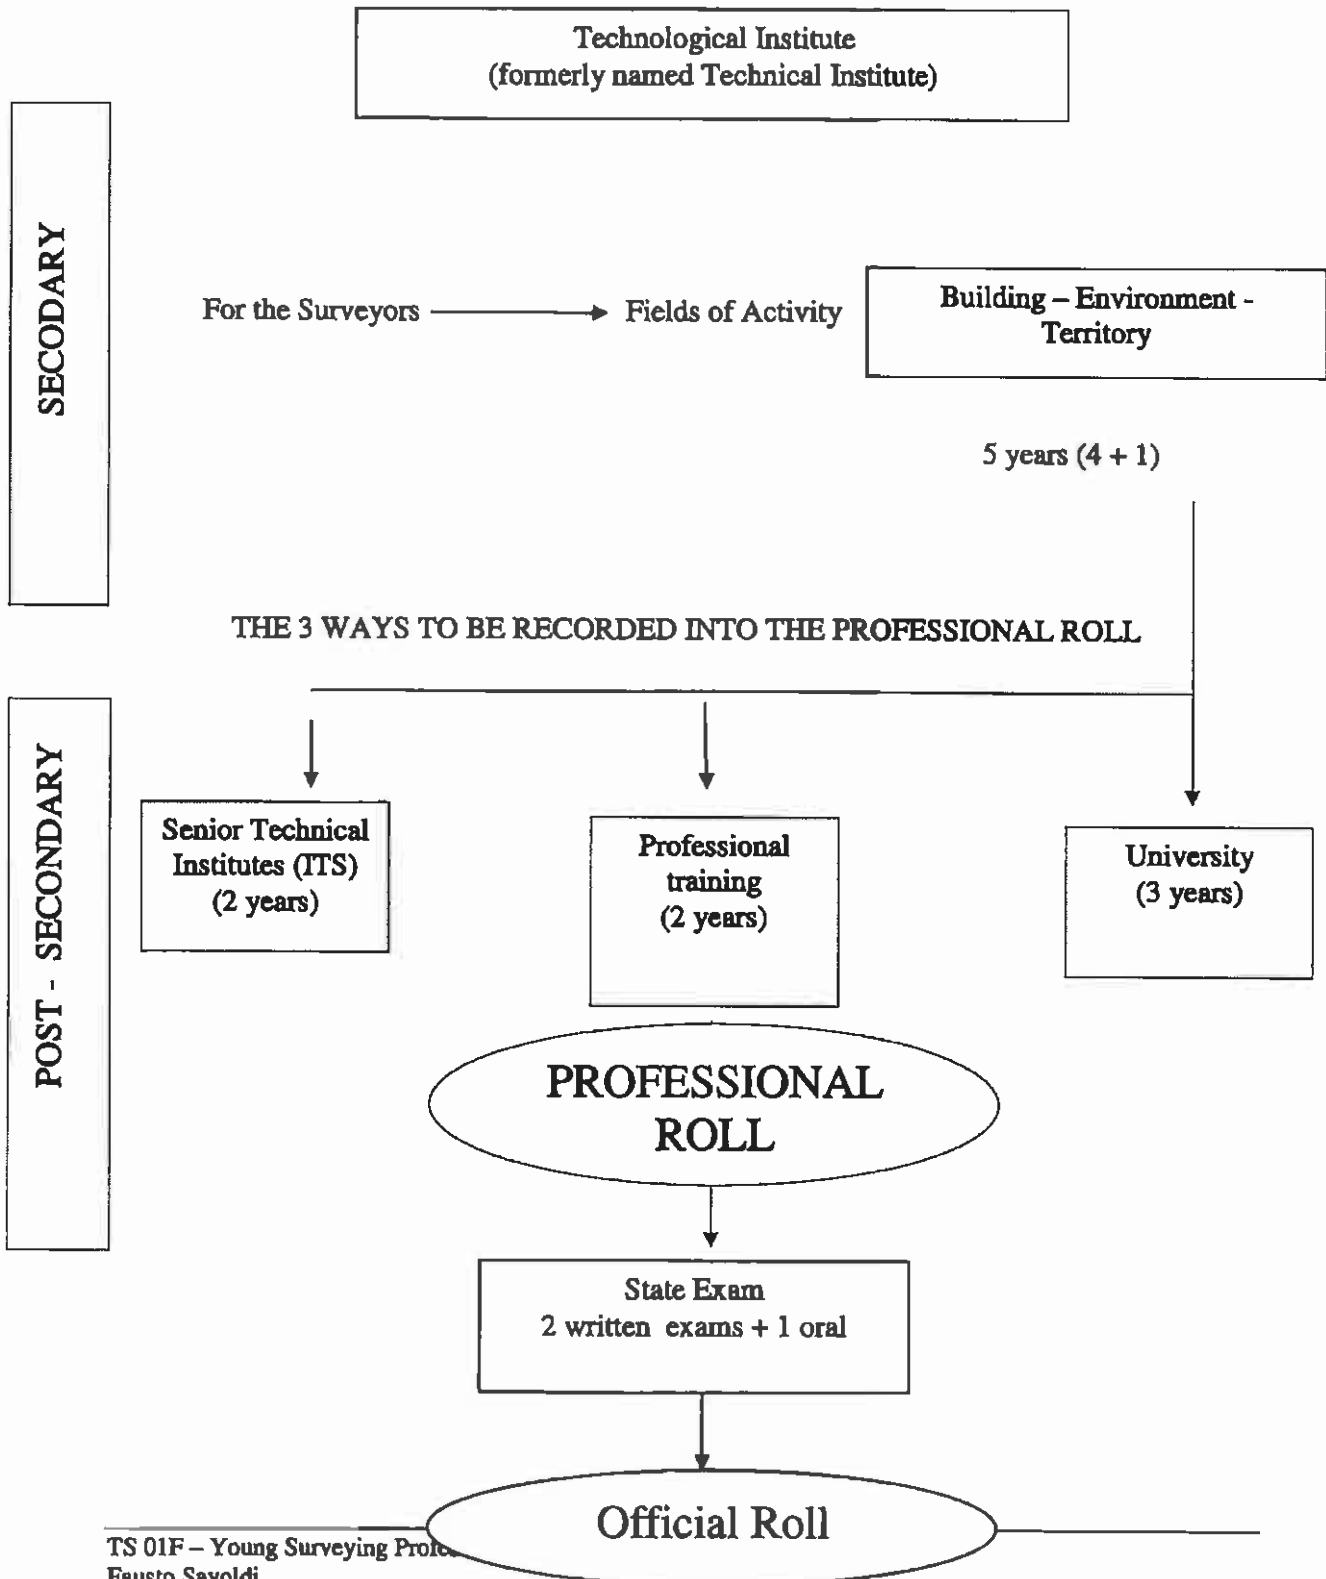 Technological Institute
(formerly named Technical Institute)
SECODARY
For the Surveyors
Fields of Activity
Building – Environment -
Territory
5 years (4 + 1)
THE 3 WAYS TO BE RECORDED INTO THE PROFESSIONAL ROLL
POST - SECONDARY
Senior Technical
Institutes (ITS)
(2 years)
Professional
training
(2 years)
University
(3 years)
PROFESSIONAL
ROLL
State Exam
2 written exams + 1 oral
Official Roll
TS 01F – Young Surveying
Fausto Savoldi